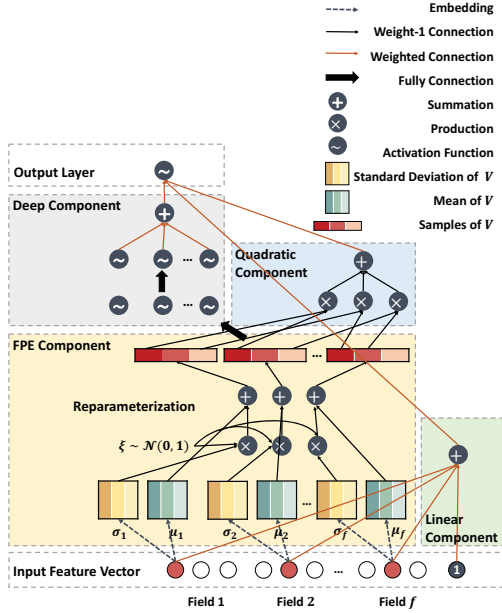 Embedding
Weight-1 Connection
Weighted Connection
Fully Connection
+ Summation
× Production
~ Activation Function
Standard Deviation of V
Mean of V
Samples of V
Output Layer
~
Deep Component
+
~ ~ ... ~
~ ~ ... ~
Quadratic
Component
+
× × ×
FPE Component
...
+ + +
Reparameterization
ξ ~ 𝒩(0, 1)
× × ×
...
σ₁ μ₁ σ₂ μ₂ σf μf
+
Linear
Component
Input Feature Vector ... 1
Field 1 Field 2 Field f